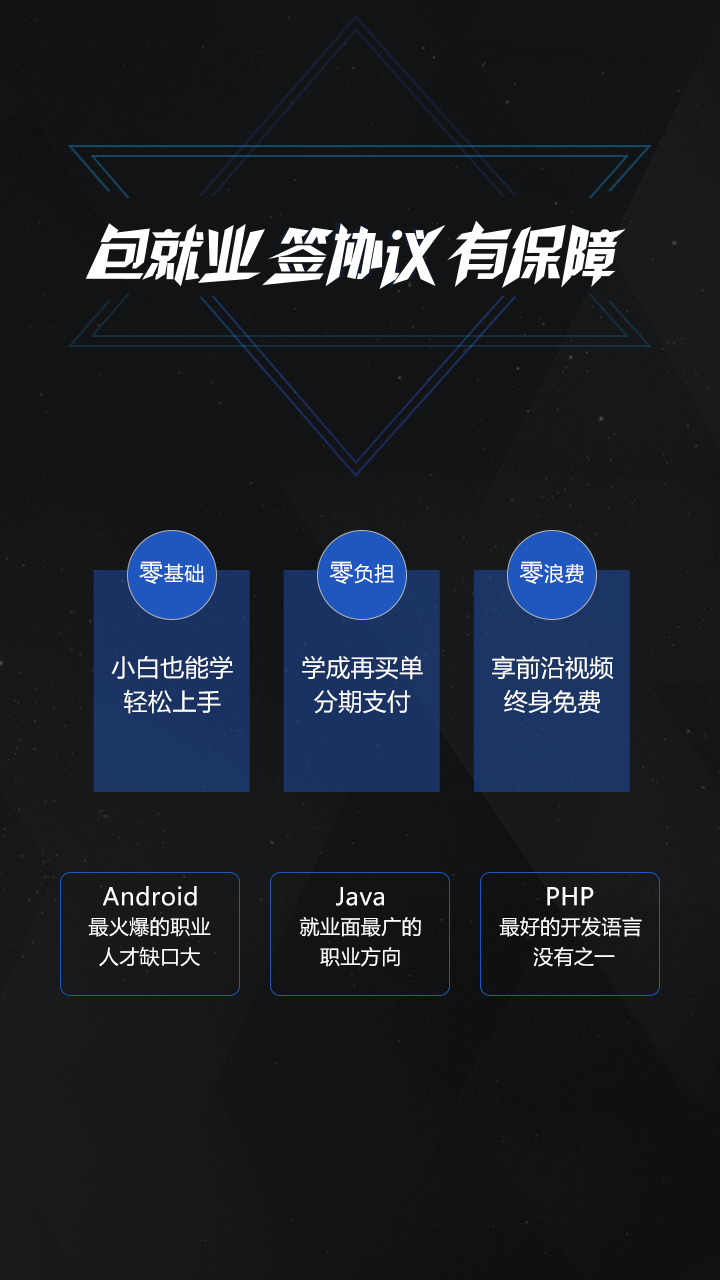 包就业 签协议 有保障
零基础
小白也能学
轻松上手
零负担
学成再买单
分期支付
零浪费
享前沿视频
终身免费
Android
最火爆的职业
人才缺口大
Java
就业面最广的
职业方向
PHP
最好的开发语言
没有之一